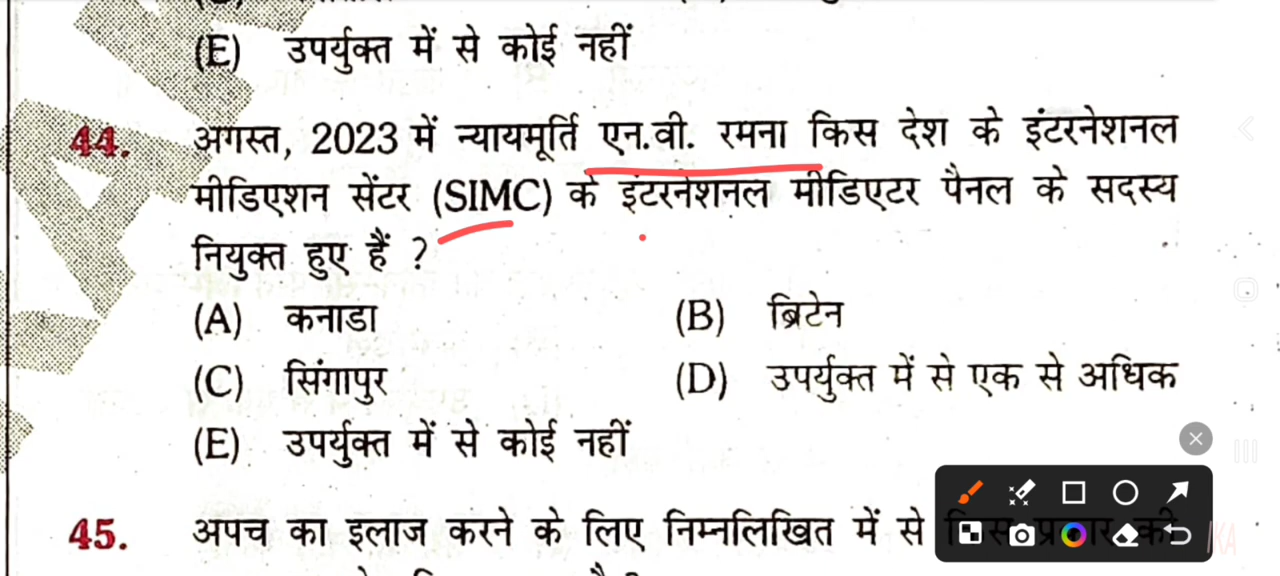 (E) उपर्युक्त में से कोई नहीं
44. अगस्त, 2023 में न्यायमूर्ति एन.वी. रमना किस देश के इंटरनेशनल
मीडिएशन सेंटर (SIMC) के इंटरनेशनल मीडिएटर पैनल के सदस्य
नियुक्त हुए हैं ?
(A) कनाडा
(B) ब्रिटेन
(C) सिंगापुर
(D) उपर्युक्त में से एक से अधिक
(E) उपर्युक्त में से कोई नहीं
45. अपच का इलाज करने के लिए निम्नलिखित में से